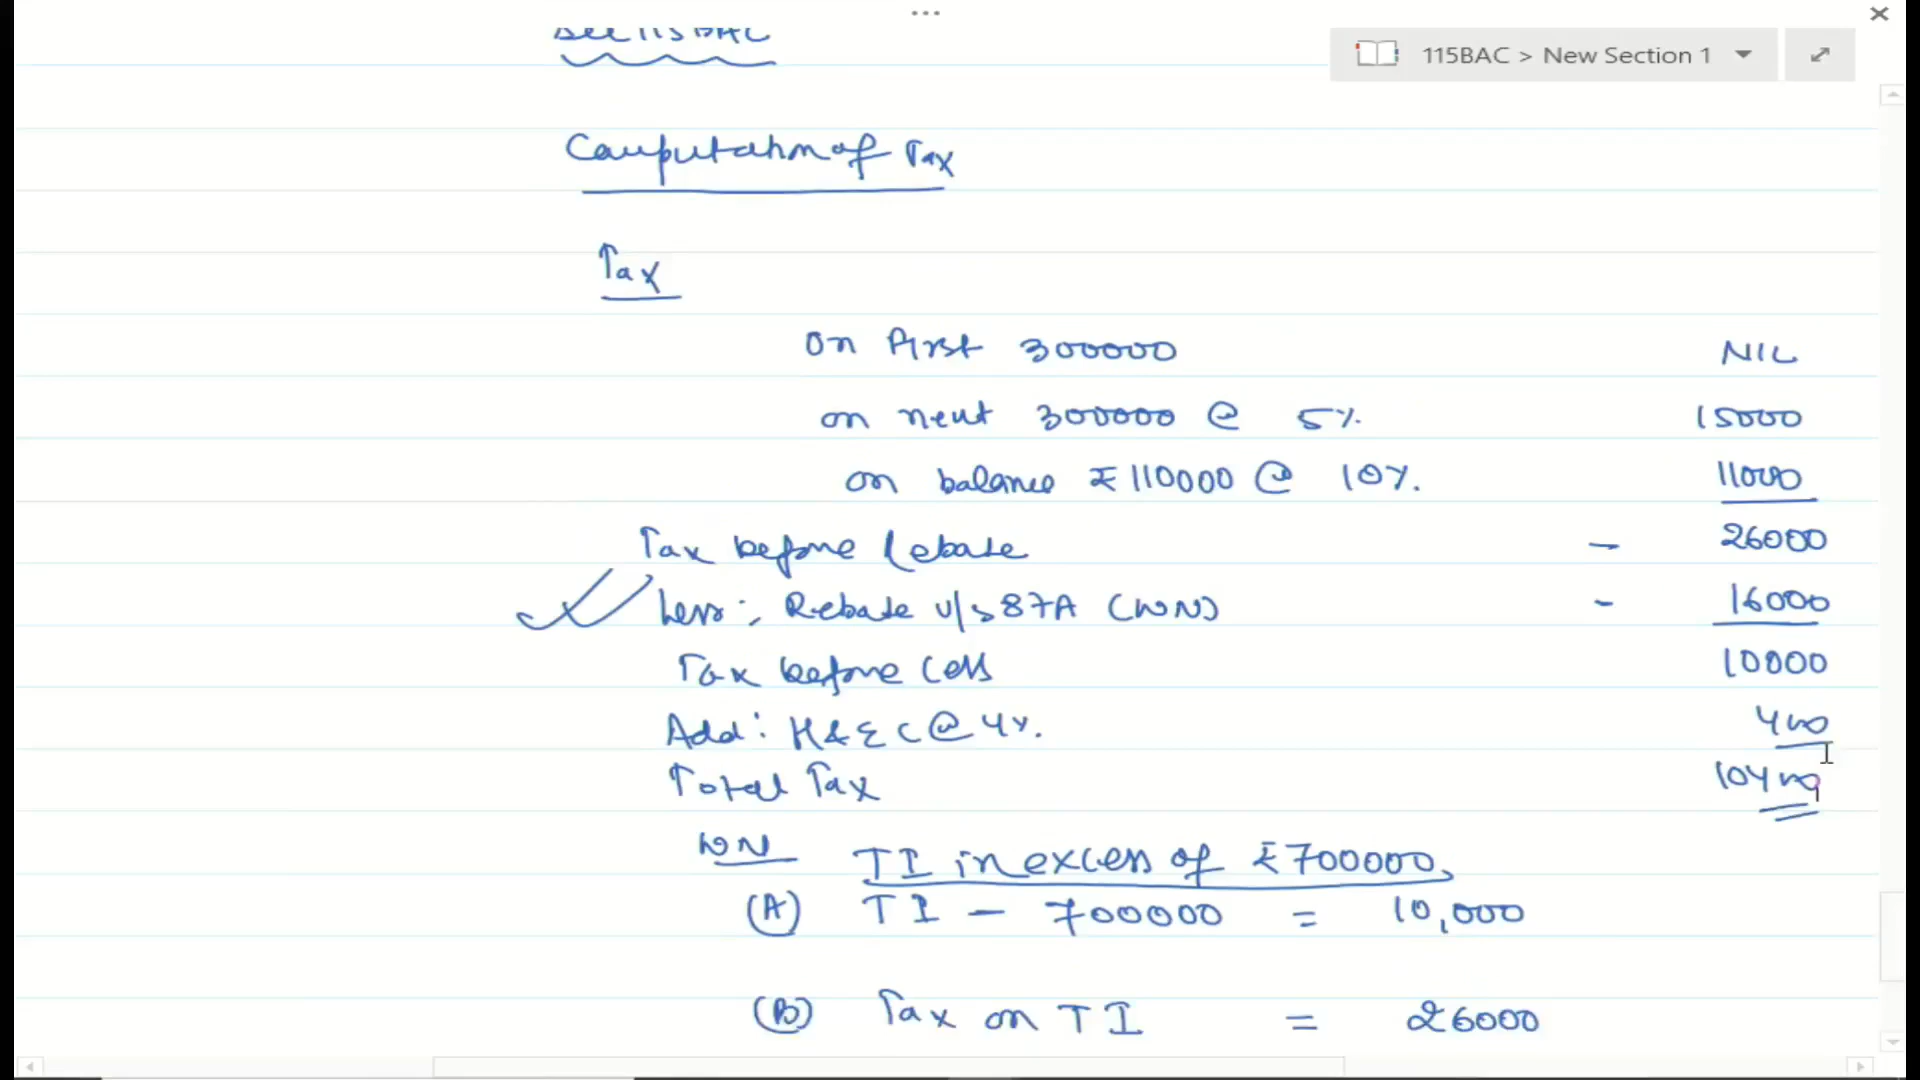 ...
115BAC > New Section 1
Sec 115BAC
Computation of Tax
Tax
on first 300000 NIL
on next 300000 @ 5% 15000
on balance ₹110000 @ 10% 11000
Tax before Rebate - 26000
Less: Rebate u/s 87A (WN) - 16000
Tax before Cess 10000
Add: H & EC @ 4% 400
Total Tax 10400
WN TI in excess of ₹700000,
(A) TI - 700000 = 10,000
(B) Tax on TI = 26000